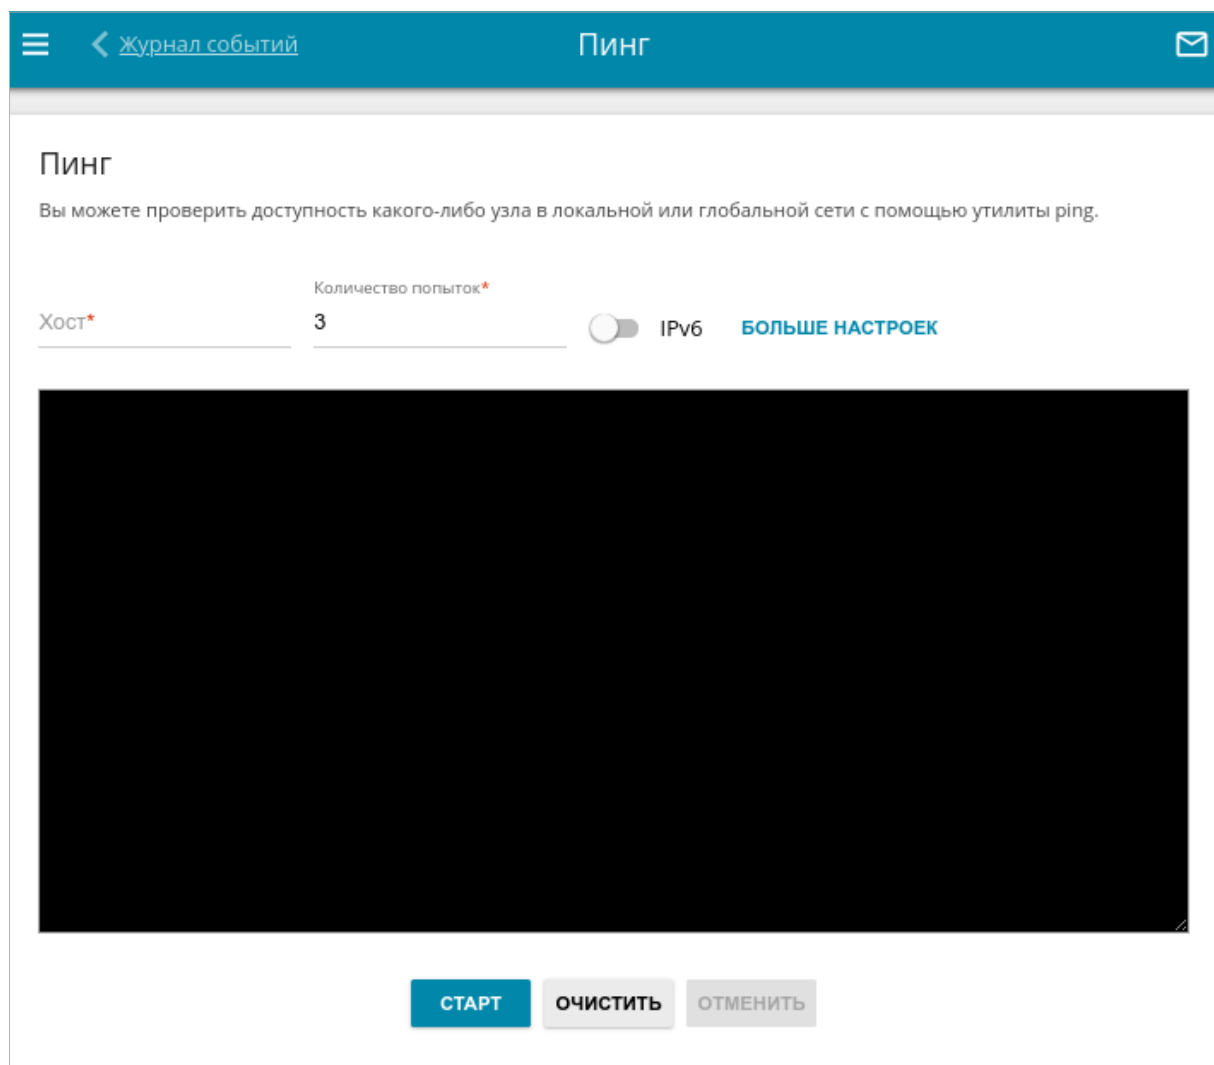 Журнал событий
Пинг
Пинг
Вы можете проверить доступность какого-либо узла в локальной или глобальной сети с помощью утилиты ping.
Количество попыток*
Хост*
3
IPv6
БОЛЬШЕ НАСТРОЕК
СТАРТ
ОЧИСТИТЬ
ОТМЕНИТЬ